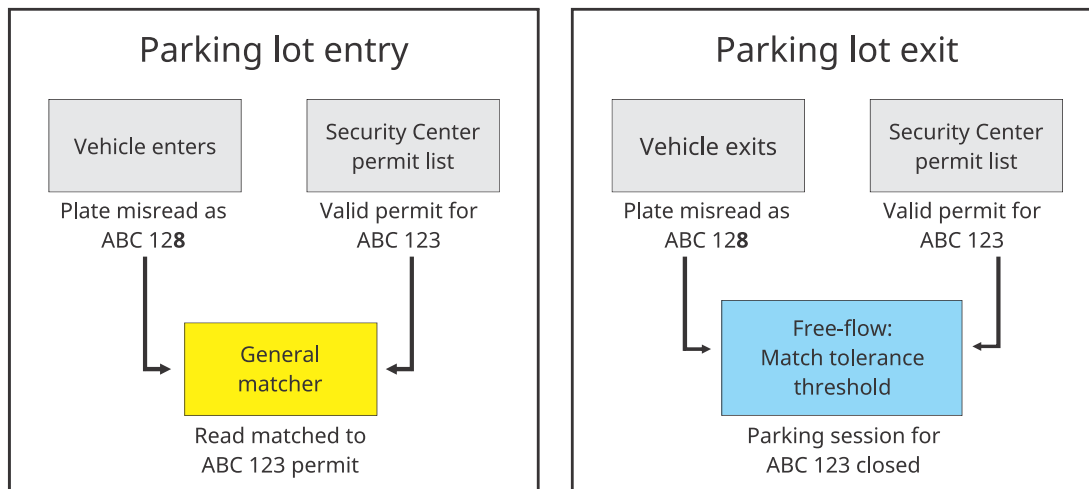 Parking lot entry
Vehicle enters
Plate misread as
ABC 128
Security Center
permit list
Valid permit for
ABC 123
General
matcher
Read matched to
ABC 123 permit
Parking lot exit
Vehicle exits
Plate misread as
ABC 128
Security Center
permit list
Valid permit for
ABC 123
Free-flow:
Match tolerance
threshold
Parking session for
ABC 123 closed